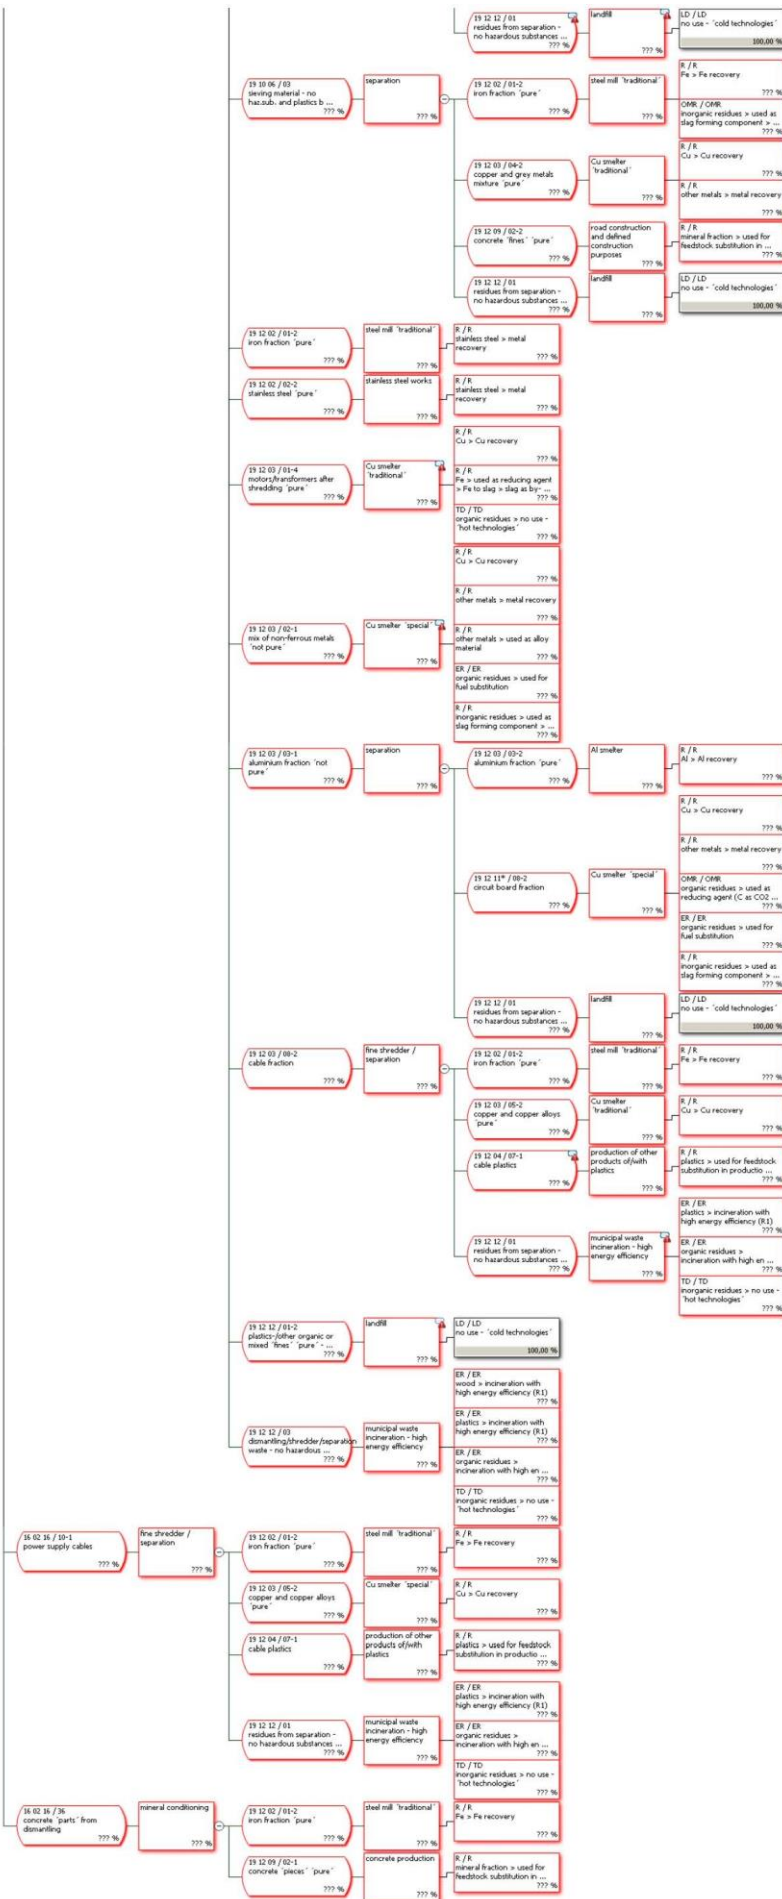 19 12 12 / 01
residues from separation -
no hazardous substances ...
??? %
landfill
??? %
LD / LD
no use - ´cold technologies´
100,00 %
19 10 06 / 03
sieving material - no
haz.sub. and plastics b ...
??? %
separation
??? %
19 12 02 / 01-2
iron fraction ´pure´
??? %
steel mill ´traditional´
??? %
R / R
Fe > Fe recovery
??? %
OMR / OMR
inorganic residues > used as
slag forming component > ...
??? %
19 12 03 / 04-2
copper and grey metals
mixture ´pure´
??? %
Cu smelter
´traditional´
??? %
R / R
Cu > Cu recovery
??? %
R / R
other metals > metal recovery
??? %
19 12 09 / 02-2
concrete ´fines´ ´pure´
??? %
road construction
and defined
construction
purposes
??? %
R / R
mineral fraction > used for
feedstock substitution in ...
??? %
19 12 12 / 01
residues from separation -
no hazardous substances ...
??? %
landfill
??? %
LD / LD
no use - ´cold technologies´
100,00 %
19 12 02 / 01-2
iron fraction ´pure´
??? %
steel mill ´traditional´
??? %
R / R
stainless steel > metal
recovery
??? %
19 12 02 / 02-2
stainless steel ´pure´
??? %
stainless steel works
??? %
R / R
stainless steel > metal
recovery
??? %
19 12 03 / 01-4
motors/transformers after
shredding ´pure´
??? %
Cu smelter
´traditional´
??? %
R / R
Cu > Cu recovery
??? %
R / R
Fe > used as reducing agent
> Fe to slag > slag as by- ...
??? %
TD / TD
organic residues > no use -
´hot technologies´
??? %
19 12 03 / 02-1
mix of non-ferrous metals
´not pure´
??? %
Cu smelter ´special´
??? %
R / R
Cu > Cu recovery
??? %
R / R
other metals > metal recovery
??? %
R / R
other metals > used as alloy
material
??? %
ER / ER
organic residues > used for
fuel substitution
??? %
R / R
inorganic residues > used as
slag forming component > ...
??? %
19 12 03 / 03-1
aluminium fraction ´not
pure´
??? %
separation
??? %
19 12 03 / 03-2
aluminium fraction ´pure´
??? %
Al smelter
??? %
R / R
Al > Al recovery
??? %
19 12 11* / 08-2
circuit board fraction
??? %
Cu smelter ´special´
??? %
R / R
Cu > Cu recovery
??? %
R / R
other metals > metal recovery
??? %
OMR / OMR
organic residues > used as
reducing agent (C as CO2 ...
??? %
ER / ER
organic residues > used for
fuel substitution
??? %
R / R
inorganic residues > used as
slag forming component > ...
??? %
19 12 12 / 01
residues from separation -
no hazardous substances ...
??? %
landfill
??? %
LD / LD
no use - ´cold technologies´
100,00 %
19 12 03 / 08-2
cable fraction
??? %
fine shredder /
separation
??? %
19 12 02 / 01-2
iron fraction ´pure´
??? %
steel mill ´traditional´
??? %
R / R
Fe > Fe recovery
??? %
19 12 03 / 05-2
copper and copper alloys
´pure´
??? %
Cu smelter
´traditional´
??? %
R / R
Cu > Cu recovery
??? %
19 12 04 / 07-1
cable plastics
??? %
production of other
products of/with
plastics
??? %
R / R
plastics > used for feedstock
substitution in productio ...
??? %
19 12 12 / 01
residues from separation -
no hazardous substances ...
??? %
municipal waste
incineration - high
energy efficiency
??? %
ER / ER
plastics > incineration with
high energy efficiency (R1)
??? %
ER / ER
organic residues >
incineration with high en ...
??? %
TD / TD
inorganic residues > no use -
´hot technologies´
??? %
19 12 12 / 01-2
plastics-/other organic or
mixed ´fines´ ´pure´ - ...
??? %
landfill
??? %
LD / LD
no use - ´cold technologies´
100,00 %
19 12 12 / 03
dismantling/shredder/separation
waste - no hazardous ...
??? %
municipal waste
incineration - high
energy efficiency
??? %
ER / ER
wood > incineration with
high energy efficiency (R1)
??? %
ER / ER
plastics > incineration with
high energy efficiency (R1)
??? %
ER / ER
organic residues >
incineration with high en ...
??? %
TD / TD
inorganic residues > no use -
´hot technologies´
??? %
16 02 16 / 10-1
power supply cables
??? %
fine shredder /
separation
??? %
19 12 02 / 01-2
iron fraction ´pure´
??? %
steel mill ´traditional´
??? %
R / R
Fe > Fe recovery
??? %
19 12 03 / 05-2
copper and copper alloys
´pure´
??? %
Cu smelter ´special´
??? %
R / R
Cu > Cu recovery
??? %
19 12 04 / 07-1
cable plastics
??? %
production of other
products of/with
plastics
??? %
R / R
plastics > used for feedstock
substitution in productio ...
??? %
19 12 12 / 01
residues from separation -
no hazardous substances ...
??? %
municipal waste
incineration - high
energy efficiency
??? %
ER / ER
plastics > incineration with
high energy efficiency (R1)
??? %
ER / ER
organic residues >
incineration with high en ...
??? %
TD / TD
inorganic residues > no use -
´hot technologies´
??? %
16 02 16 / 36
concrete ´parts´ from
dismantling
??? %
mineral conditioning
??? %
19 12 02 / 01-2
iron fraction ´pure´
??? %
steel mill ´traditional´
??? %
R / R
Fe > Fe recovery
??? %
19 12 09 / 02-1
concrete ´pieces´ ´pure´
??? %
concrete production
??? %
R / R
mineral fraction > used for
feedstock substitution in ...
??? %